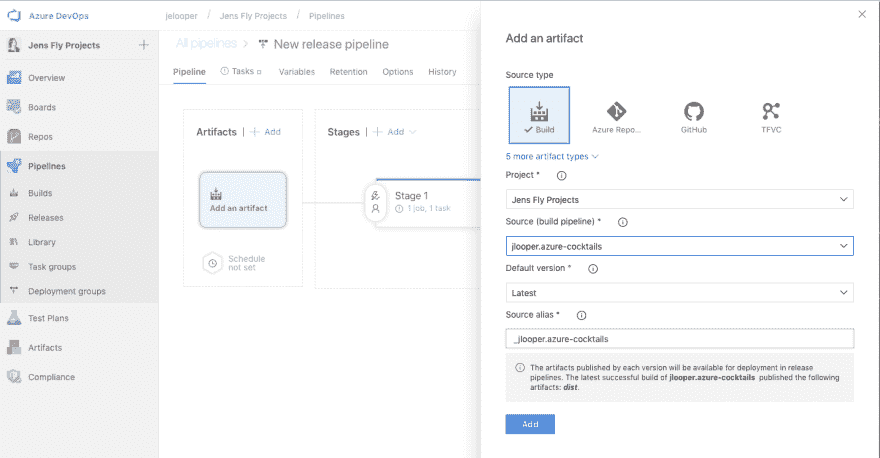 Azure DevOps
jelooper / Jens Fly Projects / Pipelines
Jens Fly Projects
Overview
Boards
Repos
Pipelines
Builds
Releases
Library
Task groups
Deployment groups
Test Plans
Artifacts
Compliance
All pipelines > New release pipeline
Pipeline Tasks Variables Retention Options History
Artifacts | + Add
Add an artifact
Schedule
not set
Stages | + Add
Stage 1
1 job, 1 task
Add an artifact
Source type
Build
Azure Repo...
GitHub
TFVC
5 more artifact types
Project *
Jens Fly Projects
Source (build pipeline) *
jlooper.azure-cocktails
Default version *
Latest
Source alias *
_jlooper.azure-cocktails
The artifacts published by each version will be available for deployment in release
pipelines. The latest successful build of jlooper.azure-cocktails published the following
artifacts: dist.
Add